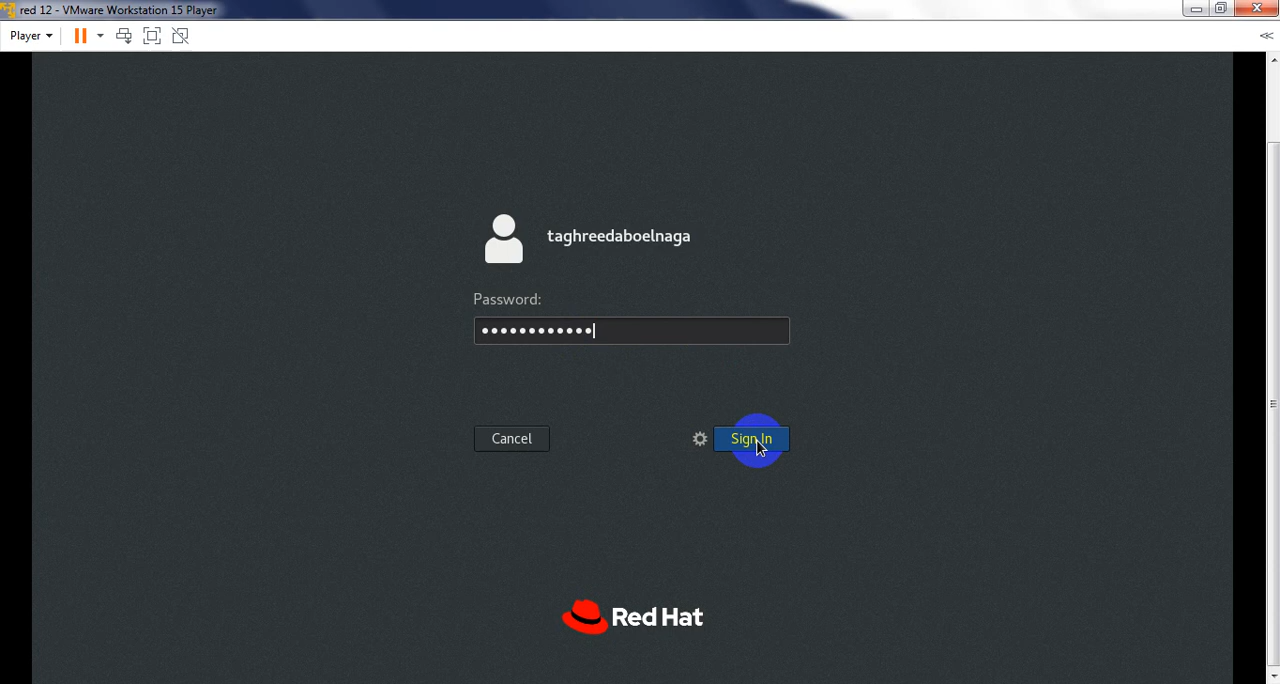 red 12 - VMware Workstation 15 Player
Player
taghreedaboelnaga
Password:
Cancel
Sign In
Red Hat